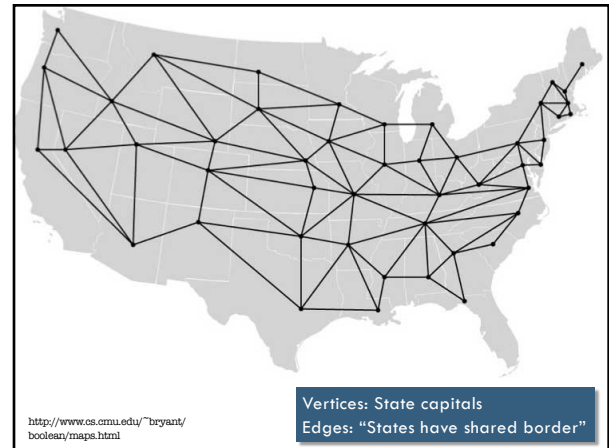 http://www.cs.cmu.edu/~bryant/
boolean/maps.html
Vertices: State capitals
Edges: “States have shared border”